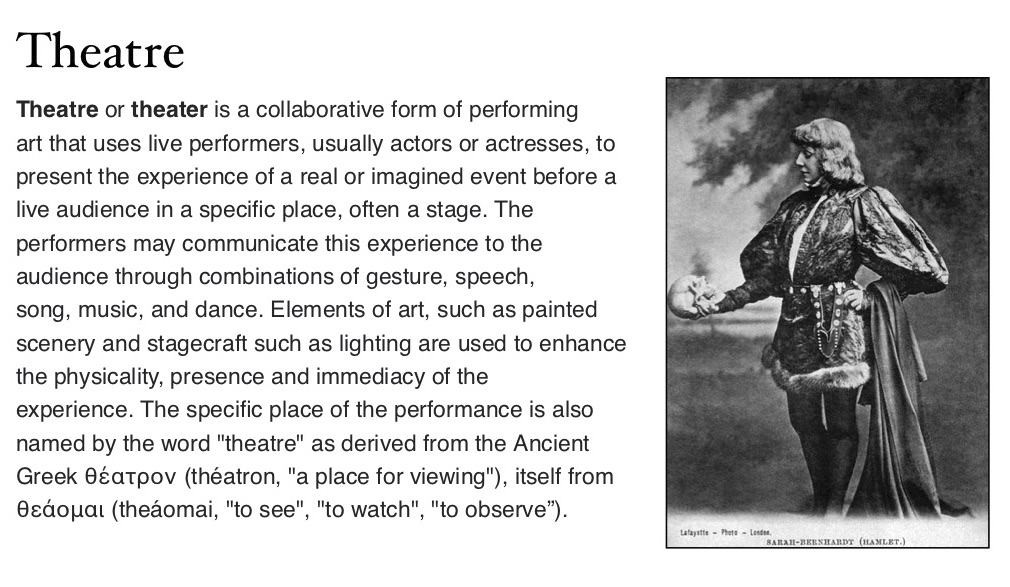 Theatre
Theatre or theater is a collaborative form of performing
art that uses live performers, usually actors or actresses, to
present the experience of a real or imagined event before a
live audience in a specific place, often a stage. The
performers may communicate this experience to the
audience through combinations of gesture, speech,
song, music, and dance. Elements of art, such as painted
scenery and stagecraft such as lighting are used to enhance
the physicality, presence and immediacy of the
experience. The specific place of the performance is also
named by the word "theatre" as derived from the Ancient
Greek θέατρον (théatron, "a place for viewing"), itself from
θεάομαι (theáomai, "to see", "to watch", "to observe”).
Lafayette – Photo – London.
SARAH-BERNHARDT (HAMLET.)